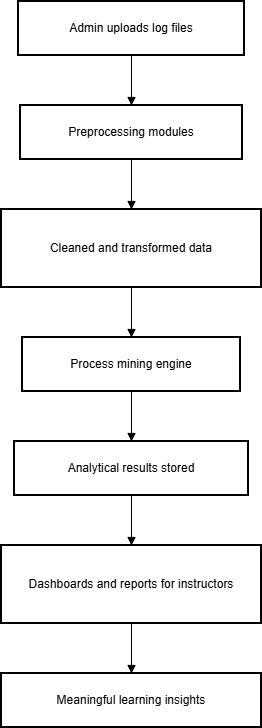 Admin uploads log files
Preprocessing modules
Cleaned and transformed data
Process mining engine
Analytical results stored
Dashboards and reports for instructors
Meaningful learning insights